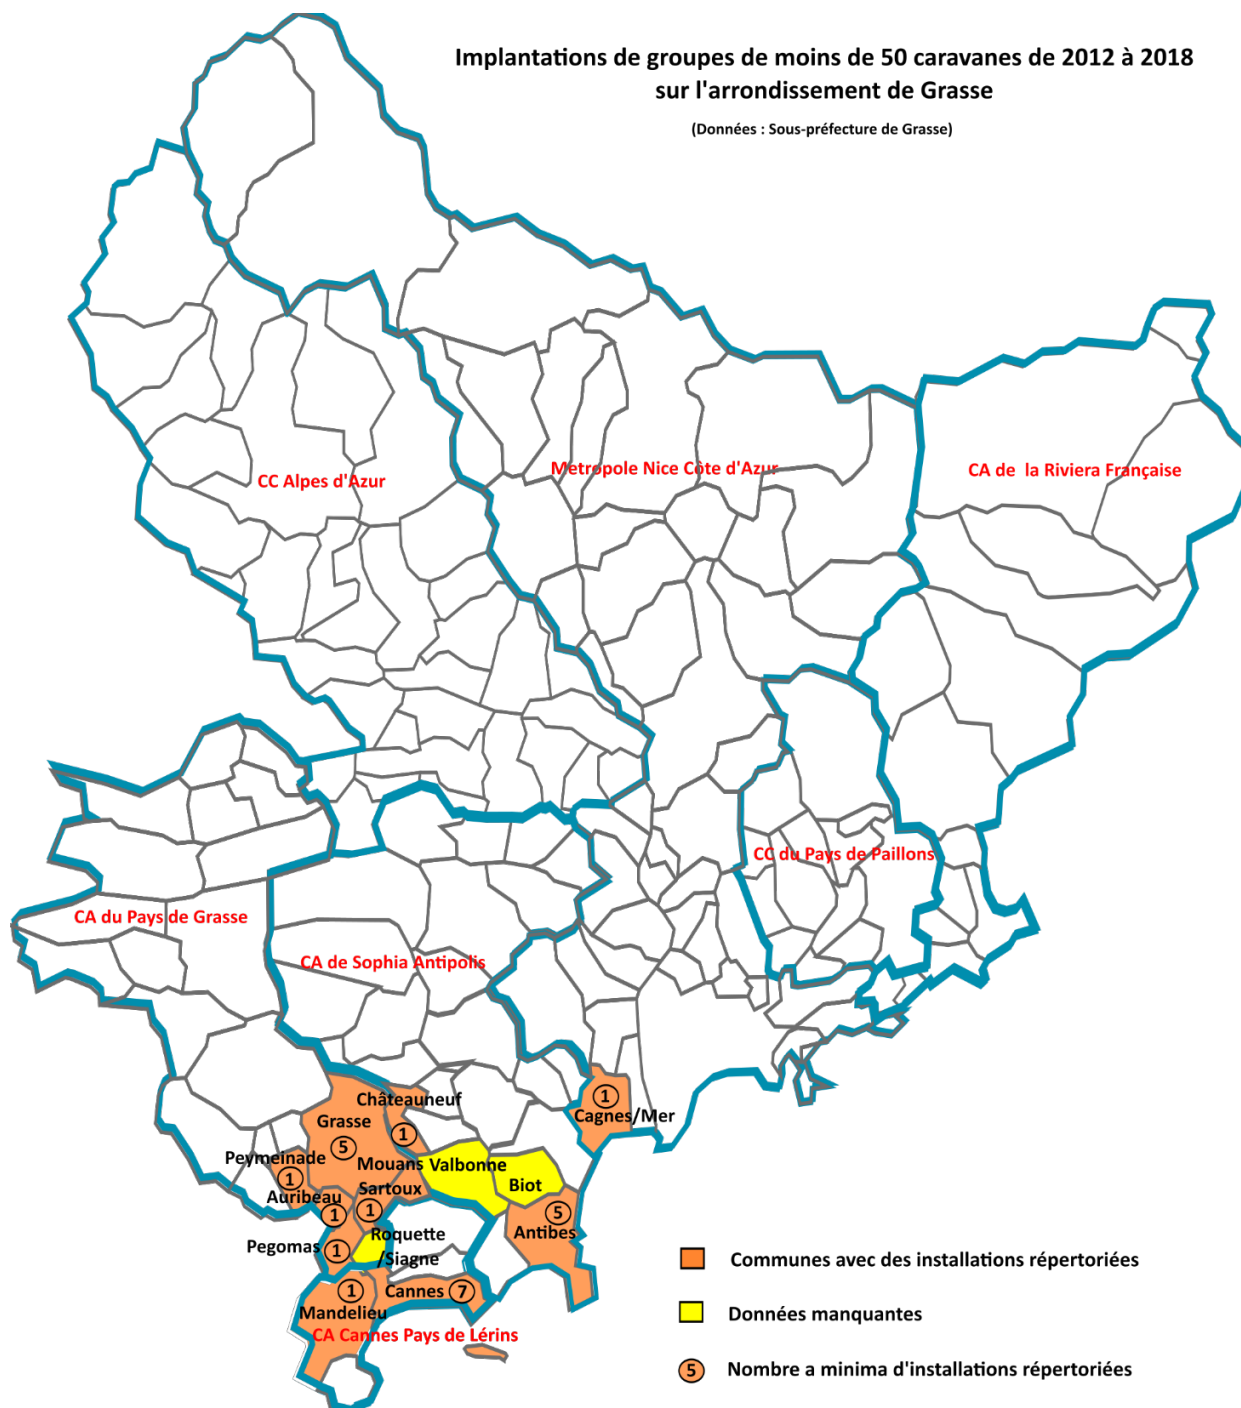 Implantations de groupes de moins de 50 caravanes de 2012 à 2018
sur l'arrondissement de Grasse
(Données : Sous-préfecture de Grasse)
Metropole Nice Côte d'Azur
CA de  la Riviera Française
CC Alpes d'Azur
CC du Pays de Paillons
CA du Pays de Grasse
CA de Sophia Antipolis
Châteauneuf
1
Cagnes/Mer
Grasse
1
5
Peymeinade
Mouans
Valbonne
1
Sartoux
Biot
Auribeau
1
1
5
Antibes
Roquette
/Siagne
Pegomas
1
1
Cannes
7
Mandelieu
CA Cannes Pays de Lérins
Communes avec des installations répertoriées
Données manquantes
5
Nombre a minima d'installations répertoriées